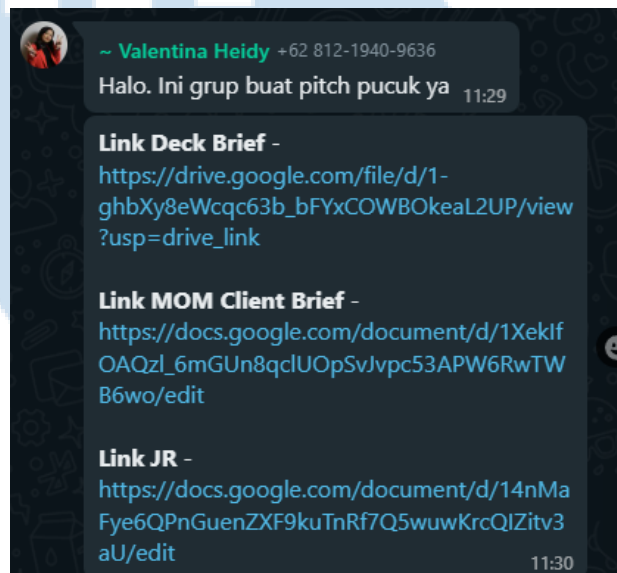 ~ Valentina Heidy +62 812-1940-9636
Halo. Ini grup buat pitch pucuk ya 11:29
Link Deck Brief -
https://drive.google.com/file/d/1-
ghbXy8eWcqc63b_bFYxCOWBOkeaL2UP/view
?usp=drive_link
Link MOM Client Brief -
https://docs.google.com/document/d/1XekIf
OAQzl_6mGUn8qclUOpSvJvpc53APW6RwTW
B6wo/edit
Link JR -
https://docs.google.com/document/d/14nMa
Fye6QPnGuenZXF9kuTnRf7Q5wuwKrcQIZitv3
aU/edit
11:30